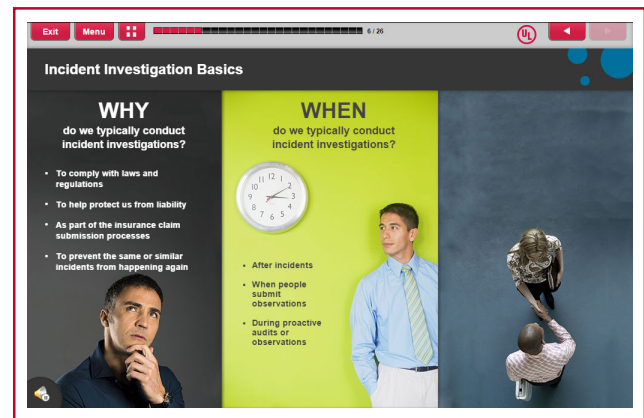 Exit
Menu
6 / 26
UL
Incident Investigation Basics
WHY
do we typically conduct
incident investigations?
• To comply with laws and
regulations
• To help protect us from liability
• As part of the insurance claim
submission processes
• To prevent the same or similar
incidents from happening again
WHEN
do we typically conduct
incident investigations?
12
11
1
10
2
9
3
8
4
7
6
5
• After incidents
• When people
submit
observations
• During proactive
audits or
observations